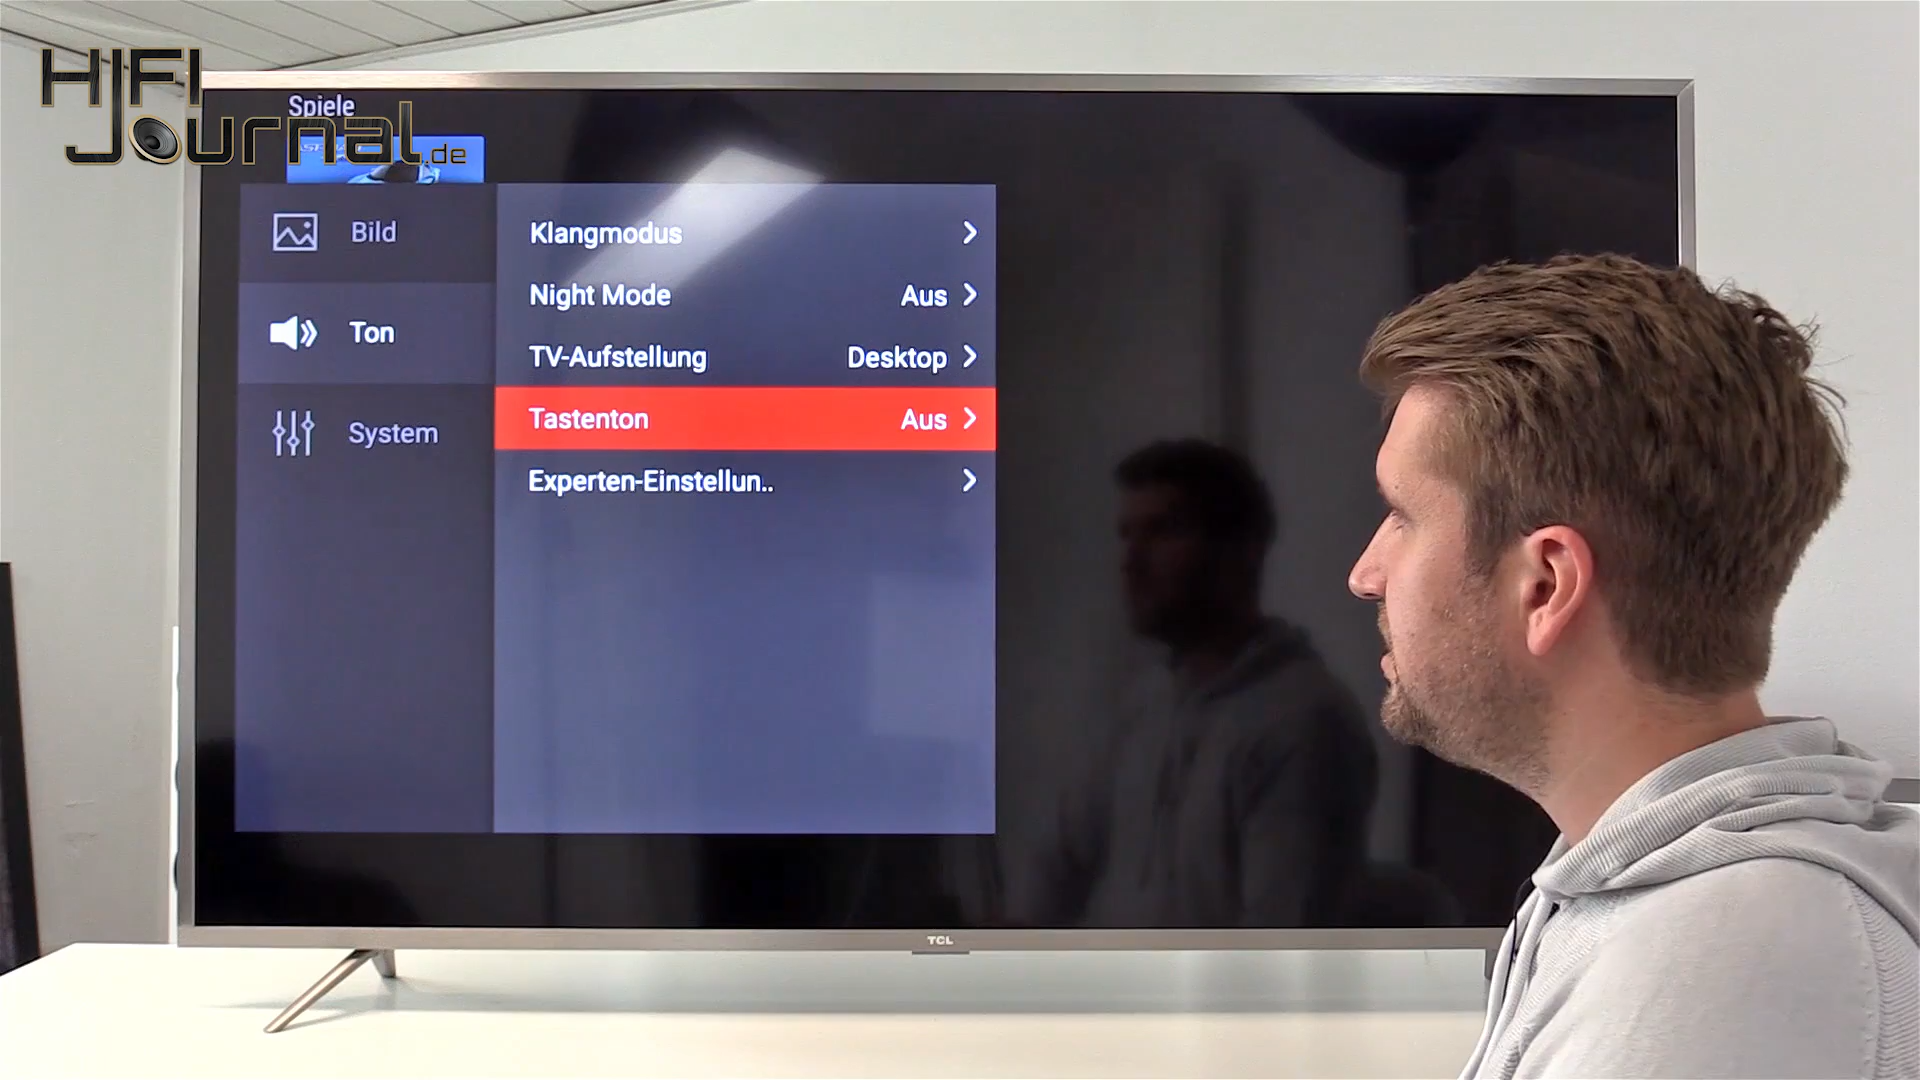 HIFI
Journal.de
Spiele
Bild
Ton
System
Klangmodus
Night Mode Aus
TV-Aufstellung Desktop
Tastenton Aus
Experten-Einstellun..
TCL